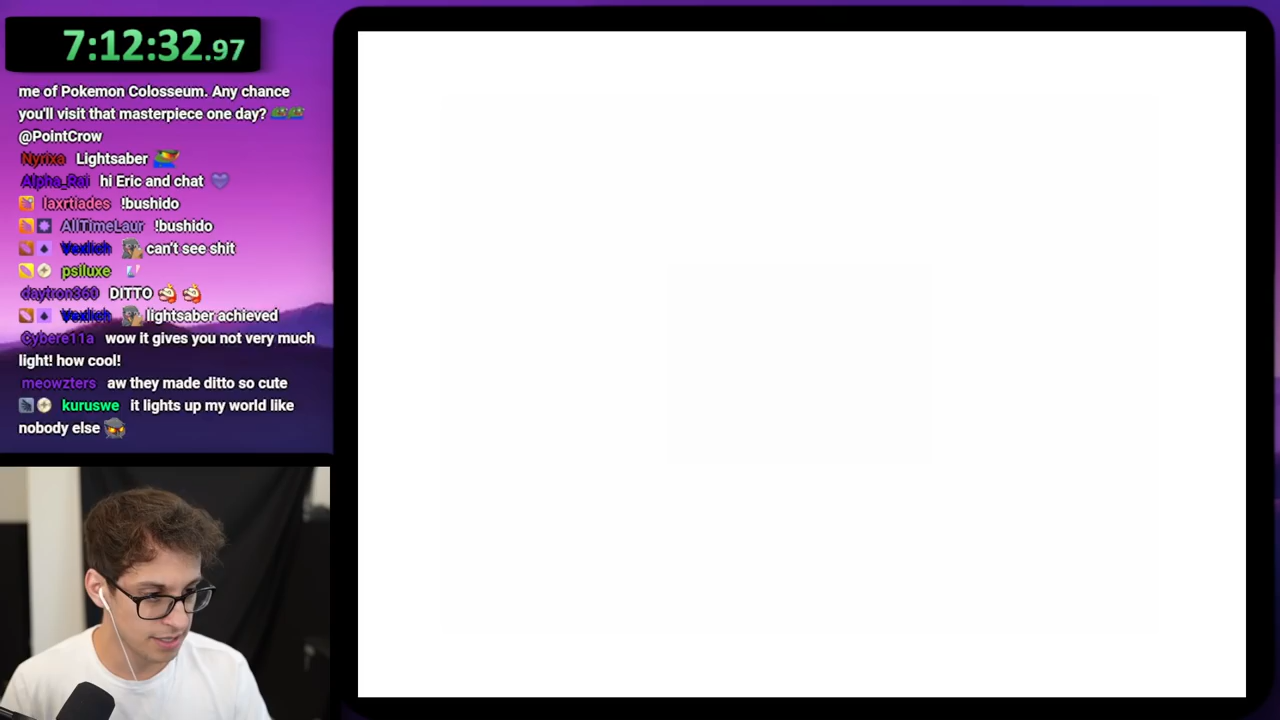 7:12:32.97
me of Pokemon Colosseum. Any chance
you'll visit that masterpiece one day?
@PointCrow
Nyrixa Lightsaber
Alpha_Rai hi Eric and chat
laxrtiades !bushido
AllTimeLaur !bushido
Vexlich can't see shit
psiluxe
daytron360 DITTO
Vexlich lightsaber achieved
Cybere11a wow it gives you not very much
light! how cool!
meowzters aw they made ditto so cute
kuruswe it lights up my world like
nobody else